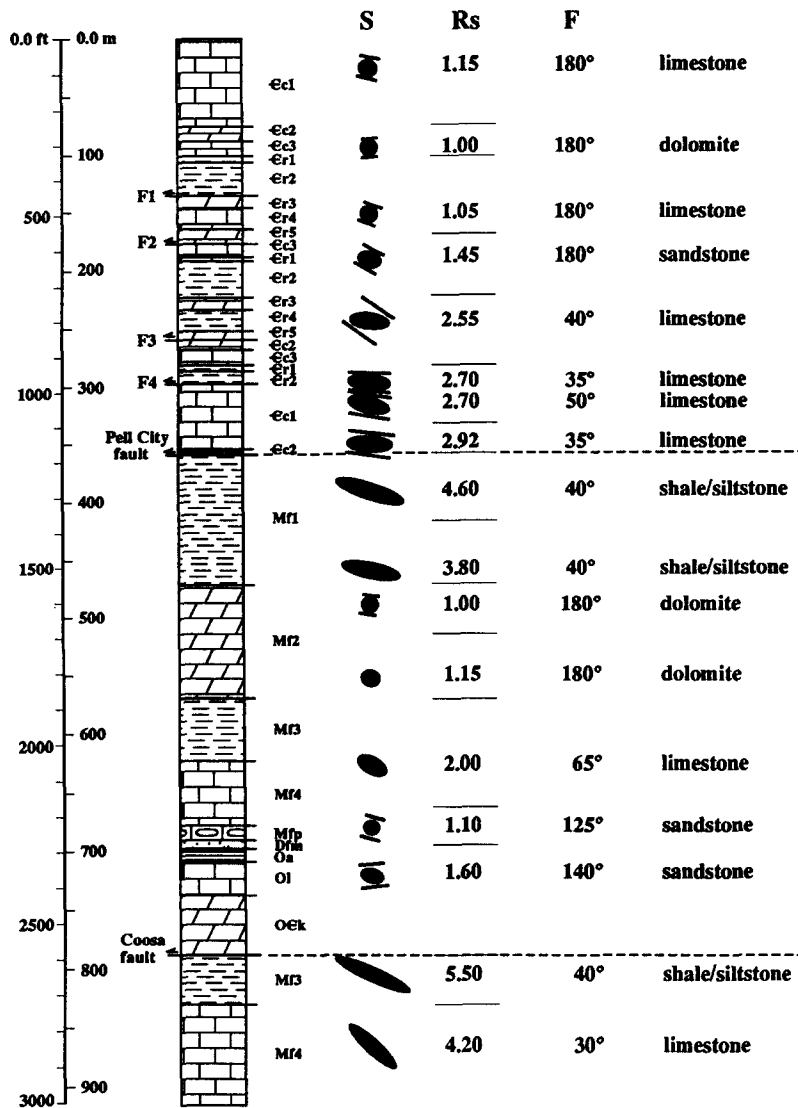 S Rs F
0.0 ft 0.0 m
1.15 180° limestone
Єc1
Єc2
Єc3
1.00 180° dolomite
100
Єr1
Єr2
F1
Єr3
500
Єr4
1.05 180° limestone
Єr5
F2
Єc3
1.45 180° sandstone
Єr1
200
Єr2
Єr3
Єr4
2.55 40° limestone
Єr5
F3
Єc2
Єc3
Єr1
F4
Єr2
2.70 35° limestone
1000 300
2.70 50° limestone
Єc1
Pell City
fault
Єc2
2.92 35° limestone
4.60 40° shale/siltstone
400
Mf1
1500
3.80 40° shale/siltstone
1.00 180° dolomite
500
Mf2
1.15 180° dolomite
Mf3
600
2000
2.00 65° limestone
Mf4
1.10 125° sandstone
Mfp
Dfm
700
Oa
Ol
1.60 140° sandstone
2500
OЄk
Coosa
fault
800
Mf3
5.50 40° shale/siltstone
Mf4
4.20 30° limestone
900
3000